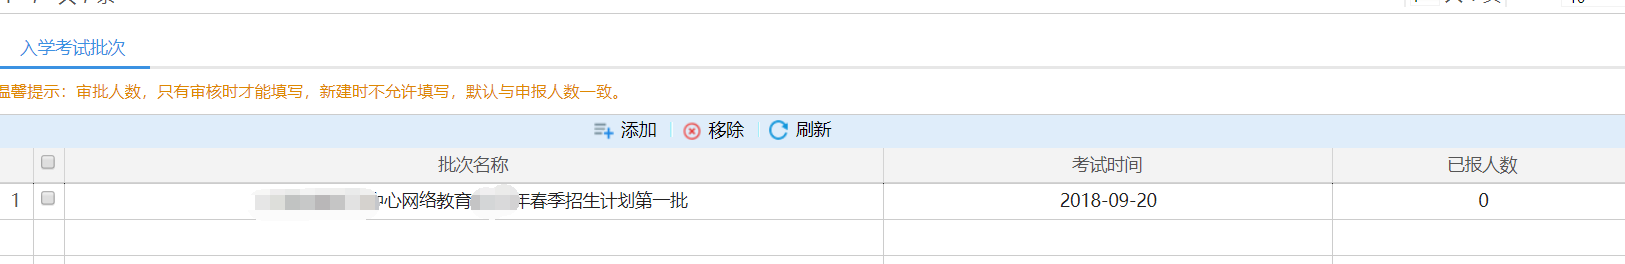 入学考试批次
温馨提示：审批人数，只有审核时才能填写，新建时不允许填写，默认与申报人数一致。
添加 移除 刷新
批次名称 考试时间 已报人数
1 中心网络教育 年春季招生计划第一批 2018-09-20 0